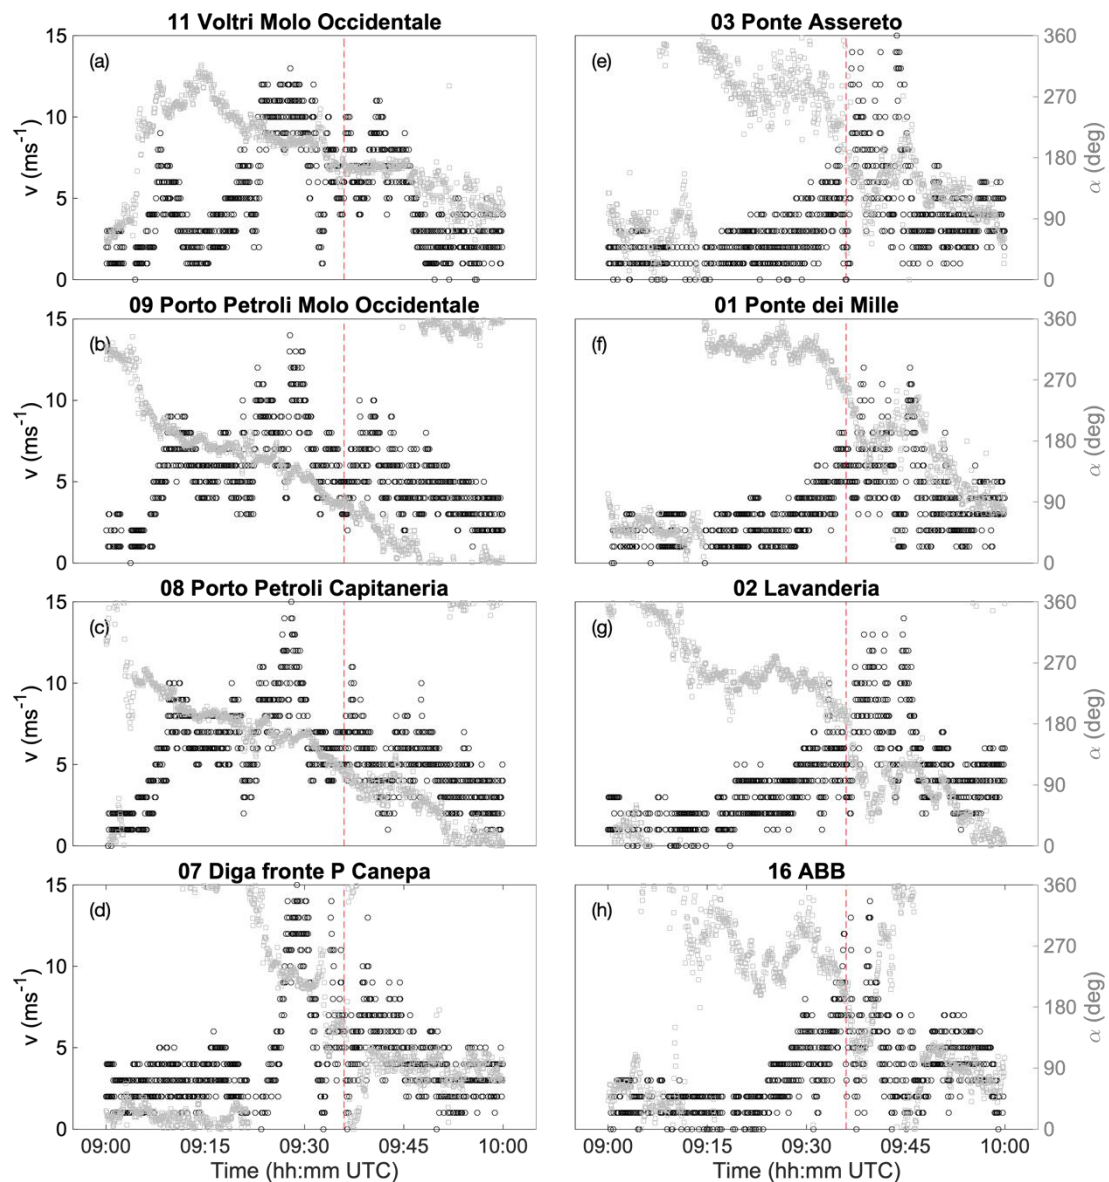 11 Voltri Molo Occidentale
03 Ponte Assereto
(a)
15
10
5
0
v (ms⁻¹)
(e)
360
270
180
90
0
α (deg)
09 Porto Petroli Molo Occidentale
01 Ponte dei Mille
(b)
15
10
5
0
v (ms⁻¹)
(f)
360
270
180
90
0
α (deg)
08 Porto Petroli Capitaneria
02 Lavanderia
(c)
15
10
5
0
v (ms⁻¹)
(g)
360
270
180
90
0
α (deg)
07 Diga fronte P Canepa
16 ABB
(d)
15
10
5
0
v (ms⁻¹)
(h)
360
270
180
90
0
α (deg)
09:00 09:15 09:30 09:45 10:00
Time (hh:mm UTC)
09:00 09:15 09:30 09:45 10:00
Time (hh:mm UTC)